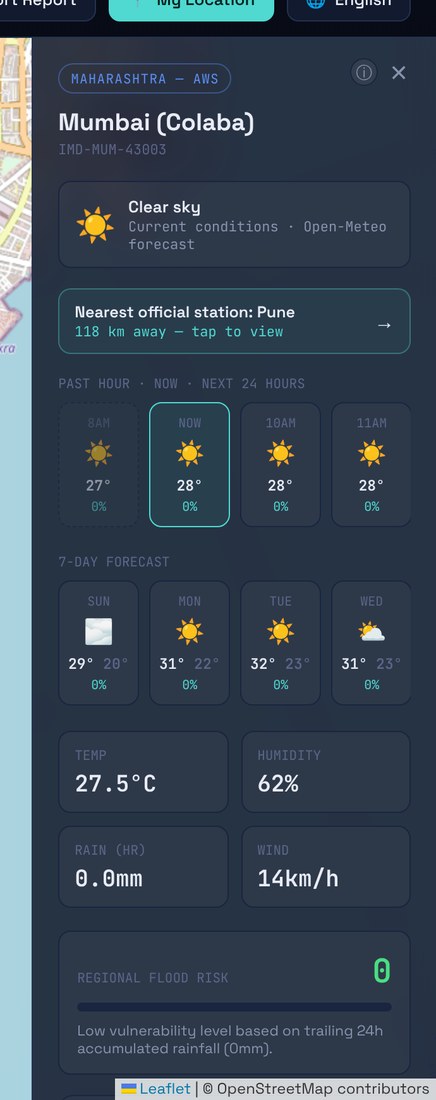 ort Report
My Location
English
MAHARASHTRA — AWS
Mumbai (Colaba)
IMD-MUM-43003
Clear sky
Current conditions · Open-Meteo
forecast
Nearest official station: Pune
118 km away — tap to view
→
PAST HOUR · NOW · NEXT 24 HOURS
8AM NOW 10AM 11AM
27° 28° 28° 28°
0% 0% 0% 0%
7-DAY FORECAST
SUN MON TUE WED
29° 20° 31° 22° 32° 23° 31° 23°
0% 0% 0% 0%
TEMP HUMIDITY
27.5°C 62%
RAIN (HR) WIND
0.0mm 14km/h
REGIONAL FLOOD RISK 0
Low vulnerability level based on trailing 24h
accumulated rainfall (0mm).
Leaflet | © OpenStreetMap contributors